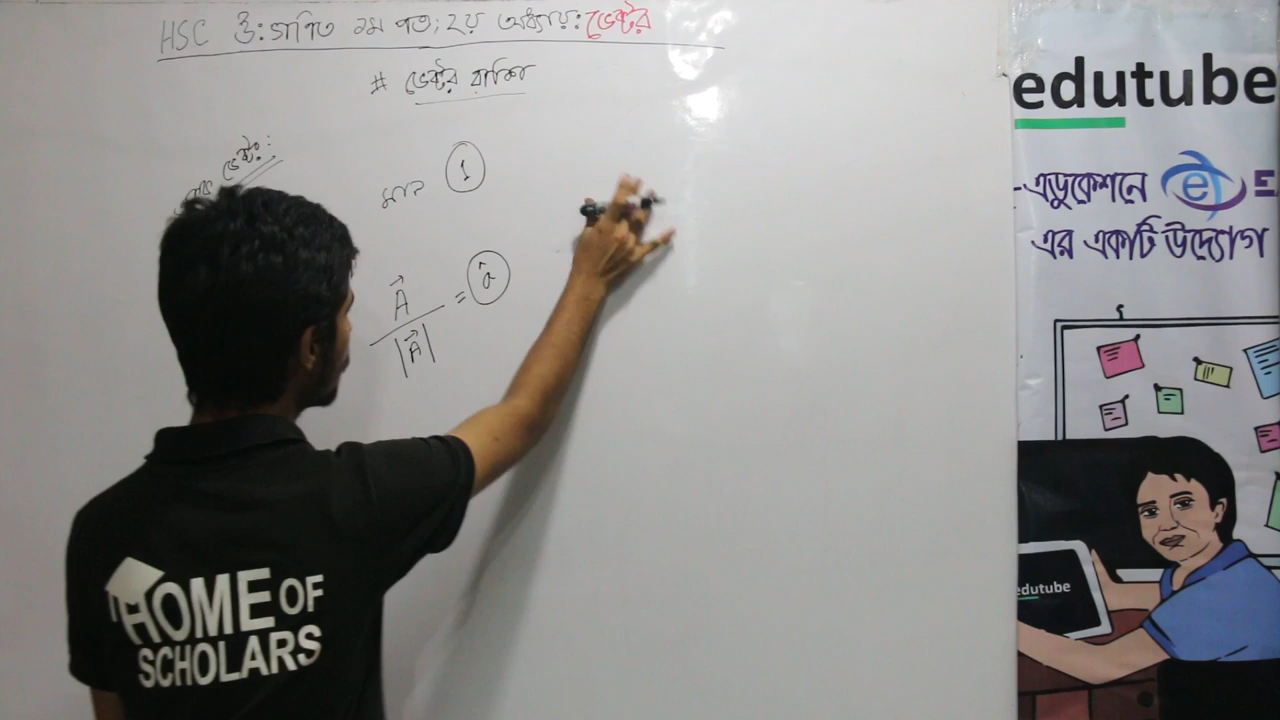 HSC উ: গণিত ১ম পত্র; ২য় অধ্যায়: ভেক্টর
# ভেক্টর রাশি
ভেক্টর:
মান 1
A⃗ / |A⃗| = â
HOME OF
SCHOLARS
edutube
এডুকেশনে e E
এর একটি উদ্যোগ
edutube